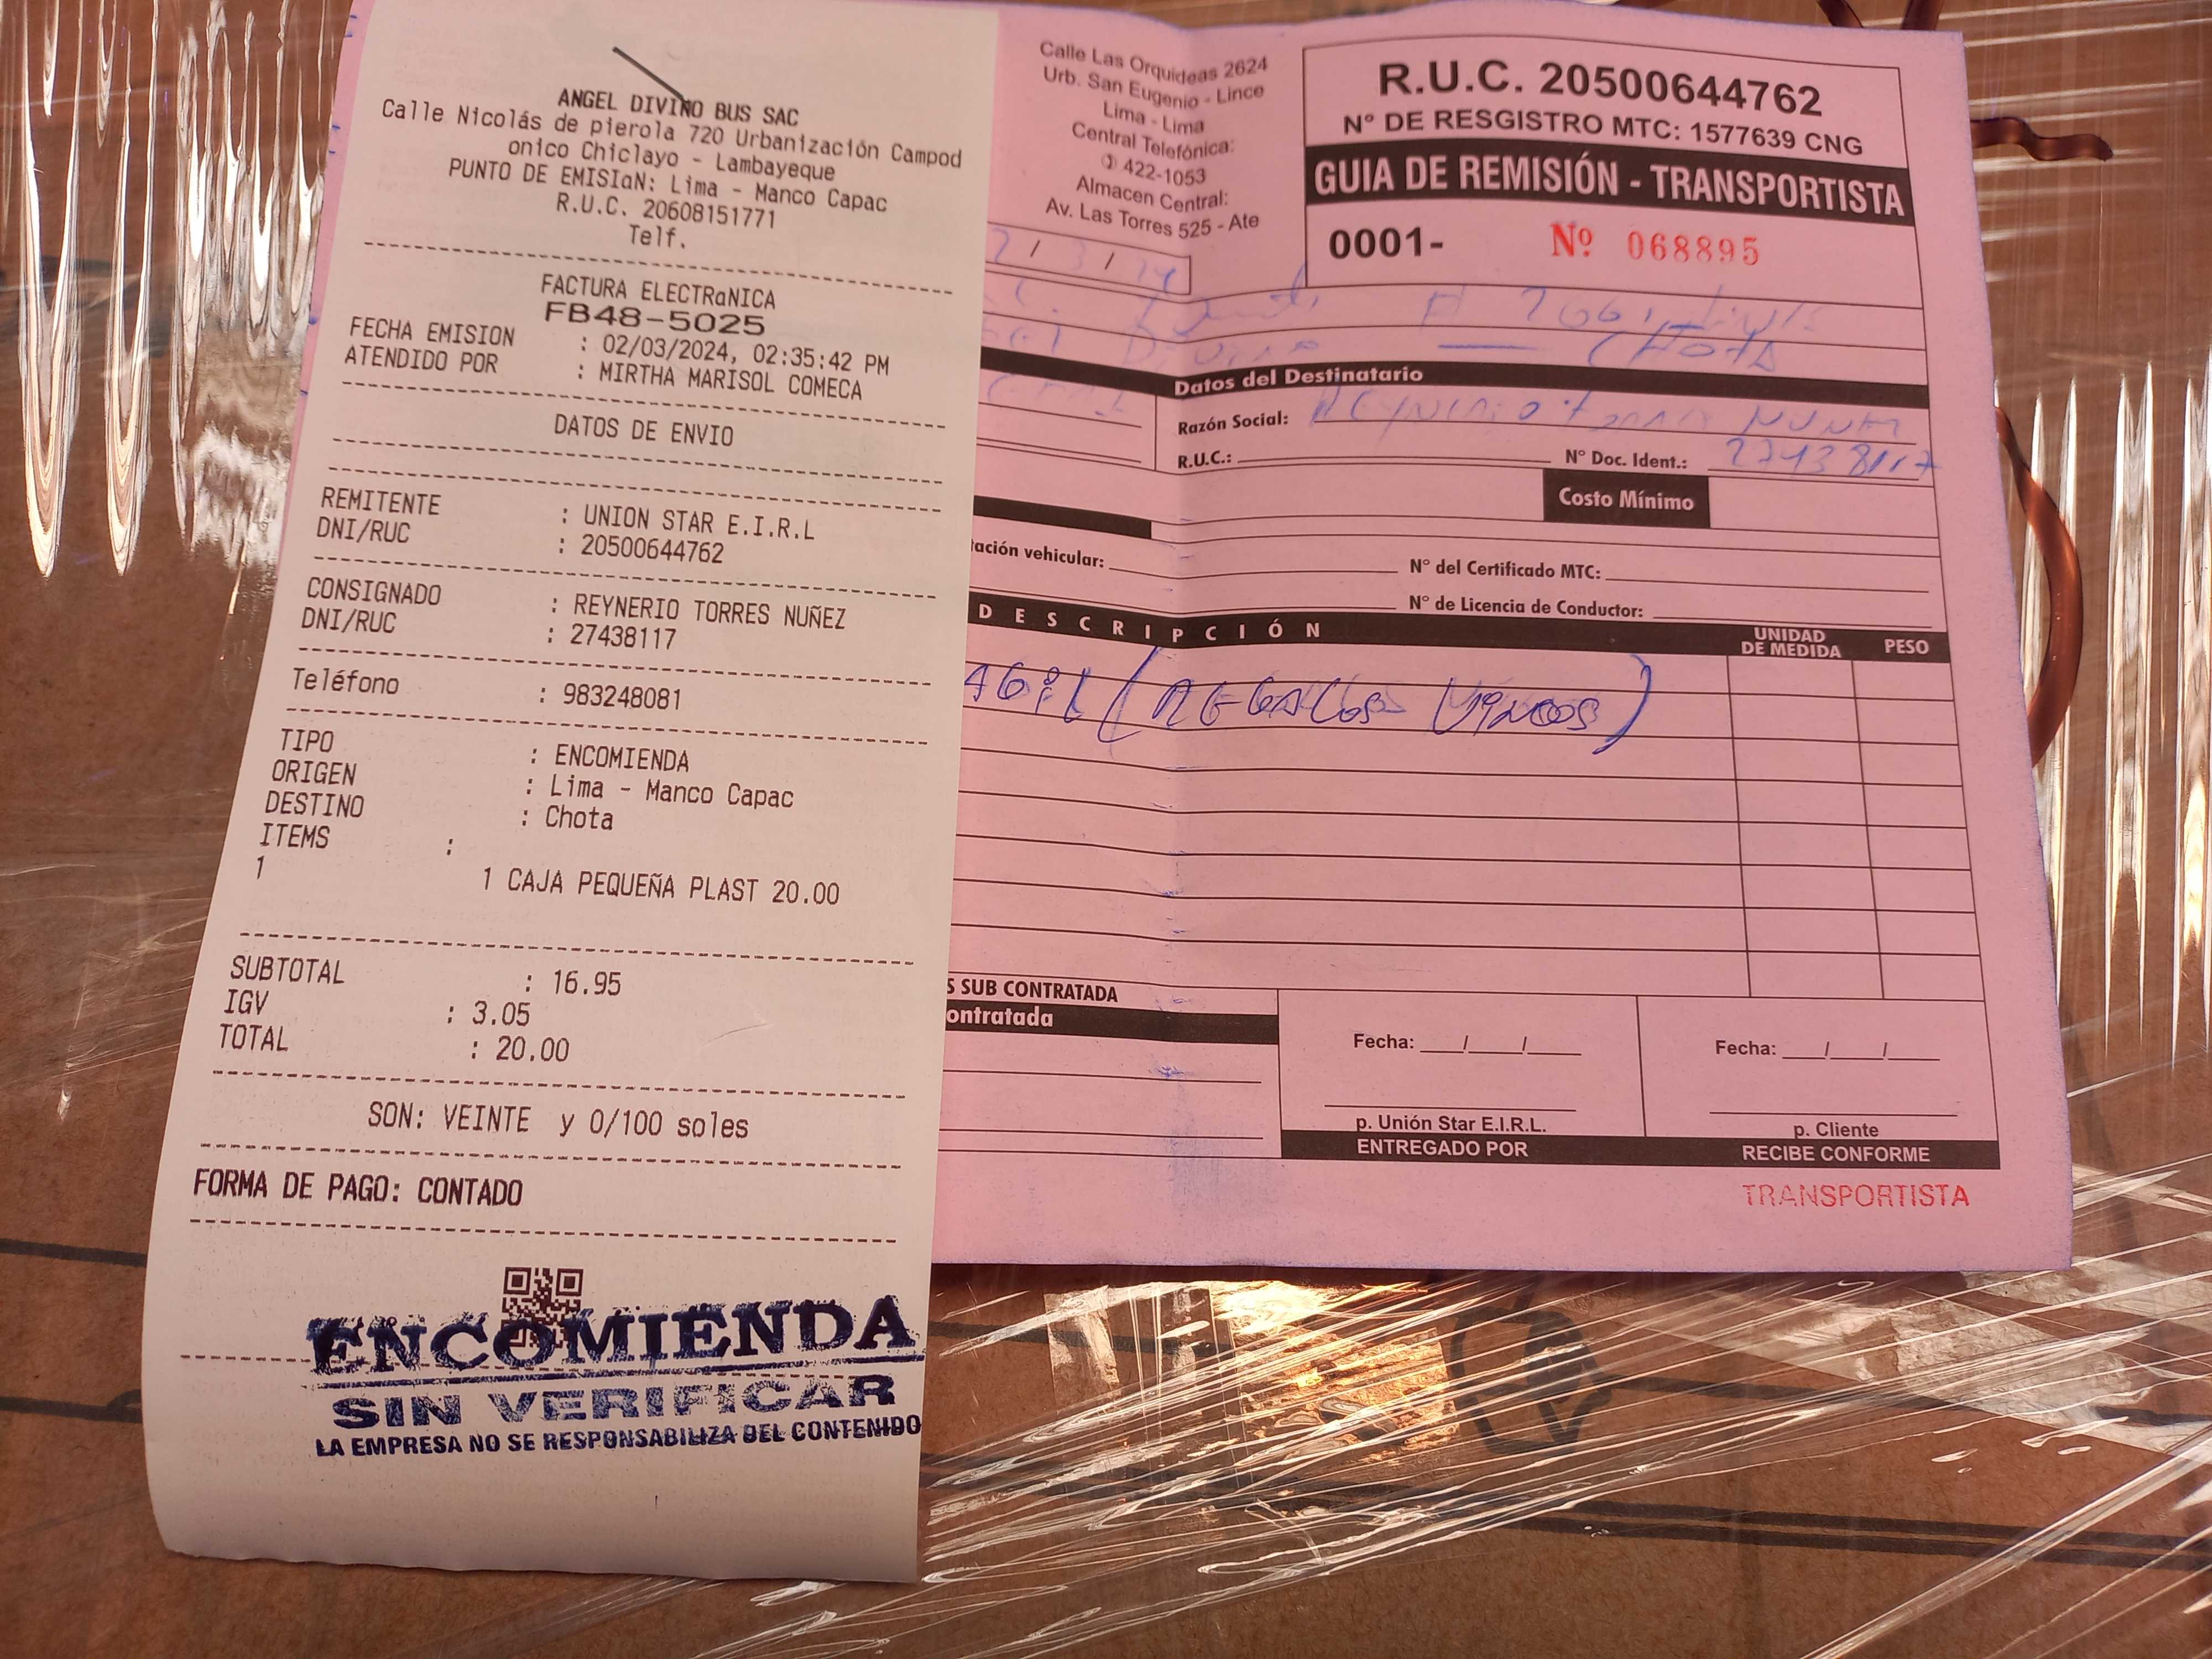 ANGEL DIVINO BUS SAC
Calle Nicolás de pierola 720 Urbanización Campod
onico Chiclayo - Lambayeque
PUNTO DE EMISIaN: Lima - Manco Capac
R.U.C. 20608151771
Telf.
FACTURA ELECTRaNICA
FB48-5025
FECHA EMISION : 02/03/2024, 02:35:42 PM
ATENDIDO POR : MIRTHA MARISOL COMECA
DATOS DE ENVIO
REMITENTE : UNION STAR E.I.R.L
DNI/RUC : 20500644762
CONSIGNADO : REYNERIO TORRES NUÑEZ
DNI/RUC : 27438117
Teléfono : 983248081
TIPO : ENCOMIENDA
ORIGEN : Lima - Manco Capac
DESTINO : Chota
ITEMS :
1 1 CAJA PEQUEÑA PLAST 20.00
SUBTOTAL : 16.95
IGV : 3.05
TOTAL : 20.00
SON: VEINTE y 0/100 soles
FORMA DE PAGO: CONTADO
ENCOMIENDA
SIN VERIFICAR
LA EMPRESA NO SE RESPONSABILIZA DEL CONTENIDO
Calle Las Orquideas 2624
Urb. San Eugenio - Lince
Lima - Lima
Central Telefónica:
422-1053
Almacen Central:
Av. Las Torres 525 - Ate
R.U.C. 20500644762
N° DE RESGISTRO MTC: 1577639 CNG
GUIA DE REMISIÓN - TRANSPORTISTA
0001- Nº 068895
/ 3 / 24
CHOTA
Datos del Destinatario
Razón Social: REYNERIO NUÑEZ
R.U.C.: N° Doc. Ident.: 27438117
Costo Mínimo
ación vehicular: N° del Certificado MTC:
N° de Licencia de Conductor:
DESCRIPCIÓN UNIDAD DE MEDIDA PESO
AGIL (REGALOS
S SUB CONTRATADA
ontratada
Fecha: / /
Fecha: / /
p. Unión Star E.I.R.L.
p. Cliente
ENTREGADO POR
RECIBE CONFORME
TRANSPORTISTA